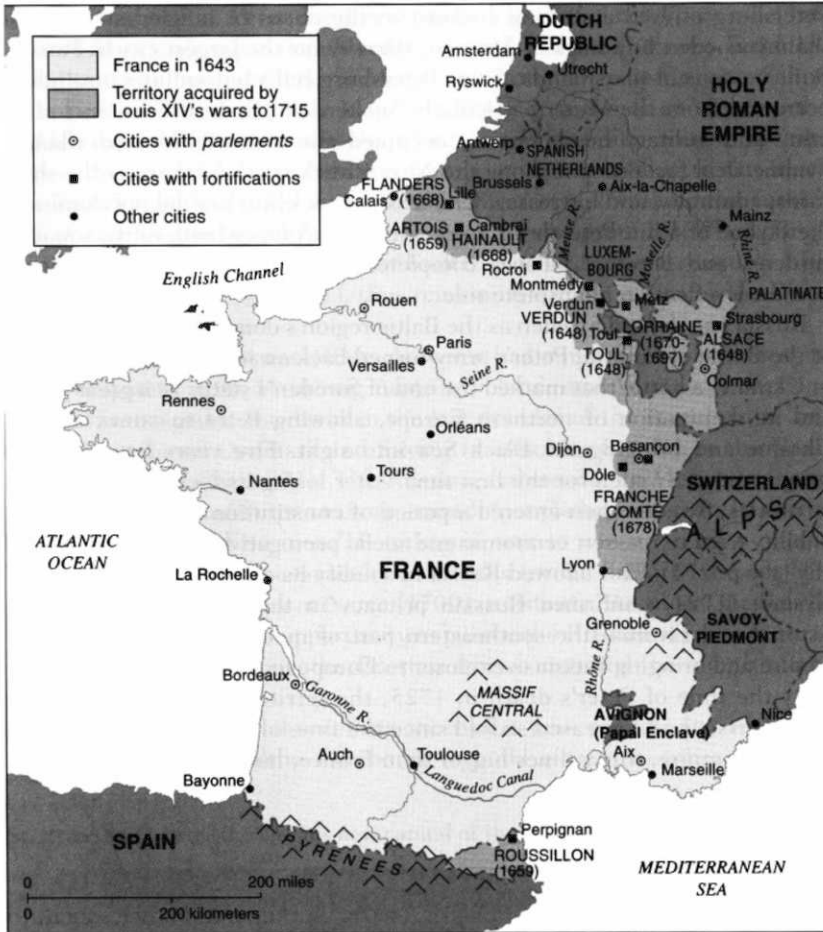 France in 1643
Territory acquired by
Louis XIV's wars to 1715
Cities with parlements
Cities with fortifications
Other cities
DUTCH
REPUBLIC
Amsterdam
Utrecht
Ryswick
HOLY
ROMAN
EMPIRE
Antwerp
SPANISH
NETHERLANDS
Brussels
Aix-la-Chapelle
FLANDERS
(1668)
Calais
Lille
Mainz
ARTOIS
(1659)
Cambrai
HAINAULT
(1668)
Meuse R.
Moselle R.
Rhine R.
LUXEM-
BOURG
Rocroi
Montmédy
PALATINATE
English Channel
Rouen
Verdun
Metz
Strasbourg
VERDUN
(1648)
Toul
LORRAINE
(1670-
1697)
ALSACE
(1648)
TOUL
(1648)
Colmar
Paris
Versailles
Seine R.
Rennes
Orléans
Dijon
Besançon
Tours
Nantes
Dôle
SWITZERLAND
FRANCHE
COMTÉ
(1678)
ALPS
ATLANTIC
OCEAN
FRANCE
La Rochelle
Lyon
Grenoble
SAVOY-
PIEDMONT
Rhône R.
Bordeaux
Garonne R.
MASSIF
CENTRAL
AVIGNON
(Papal Enclave)
Nice
Auch
Toulouse
Aix
Marseille
Languedoc Canal
Bayonne
SPAIN
PYRENEES
Perpignan
ROUSSILLON
(1659)
MEDITERRANEAN
SEA
0 200 miles
0 200 kilometers